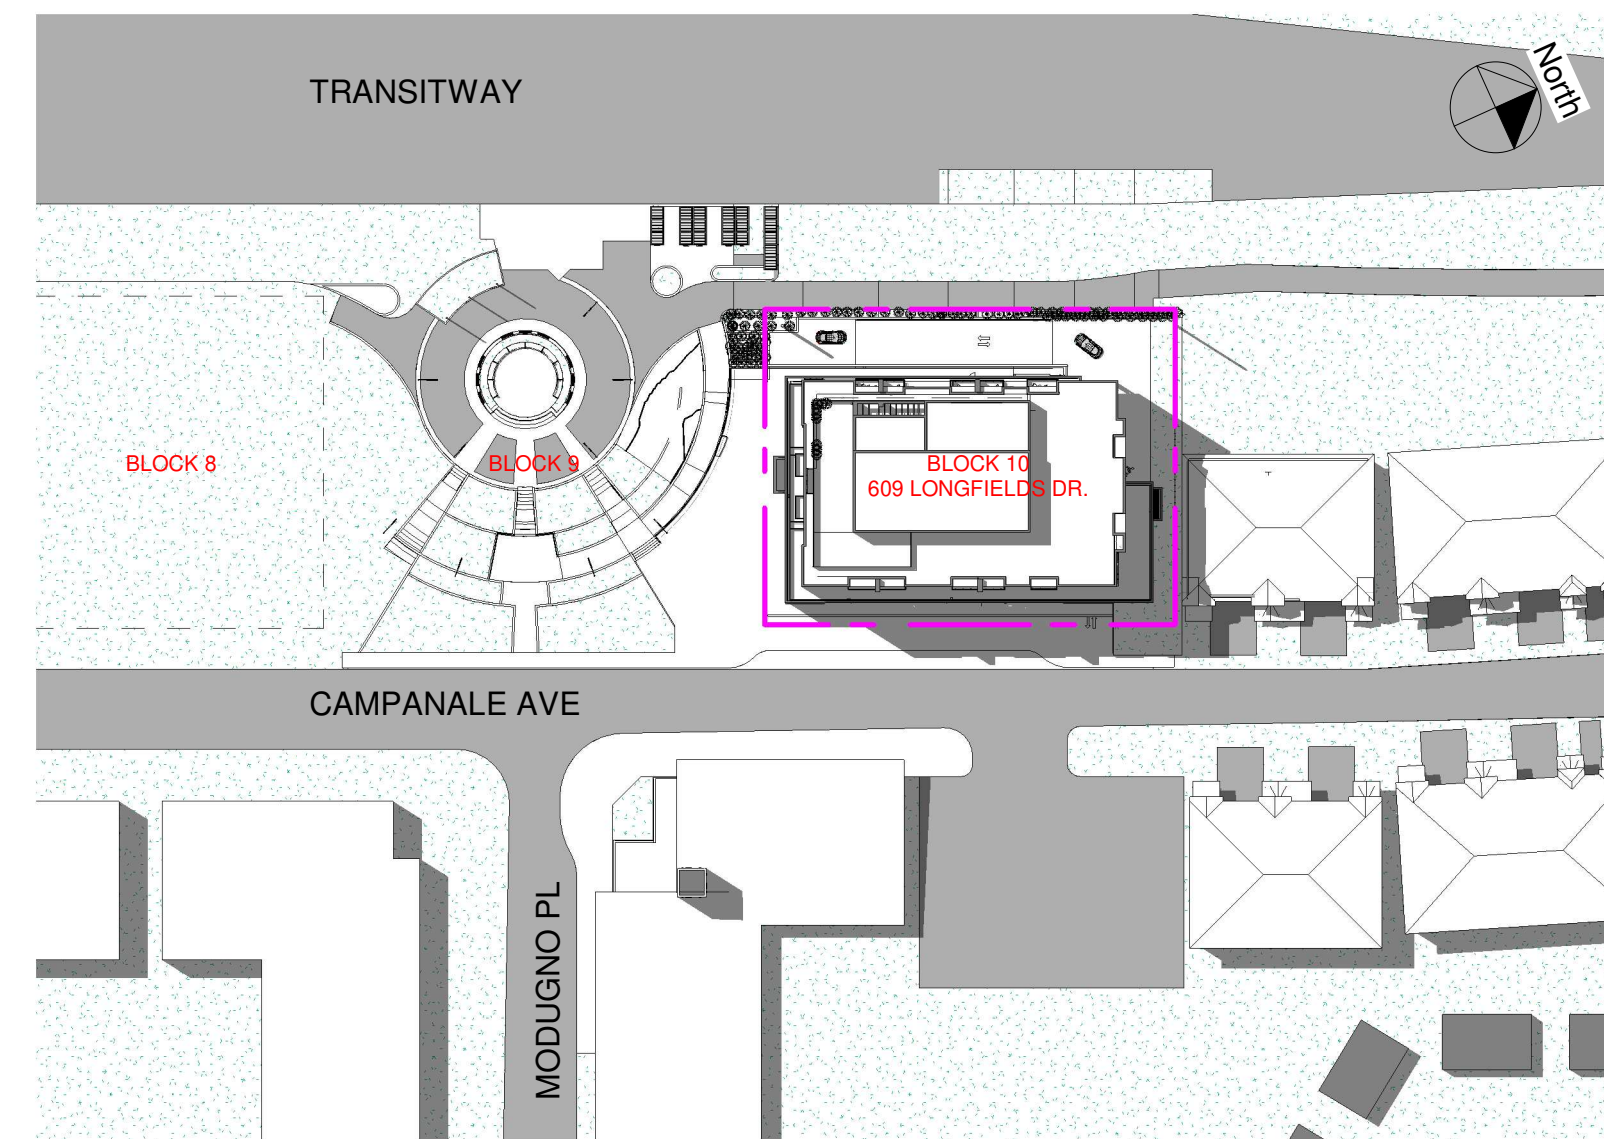 TRANSITWAY
North
BLOCK 8
BLOCK 9
BLOCK 10
609 LONGFIELDS DR.
CAMPANALE AVE
MODUGNO PL